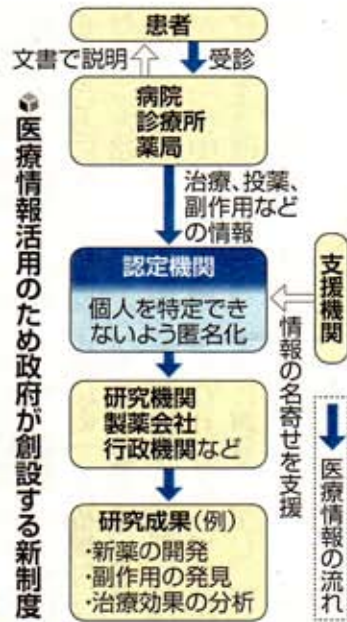 医療情報活用のため政府が創設する新制度
患者
文書で説明
受診
病院
診療所
薬局
治療、投薬、
副作用など
の情報
認定機関
個人を特定でき
ないよう匿名化
支援機関
情報の名寄せを支援
研究機関
製薬会社
行政機関など
研究成果(例)
・新薬の開発
・副作用の発見
・治療効果の分析
医療情報の流れ